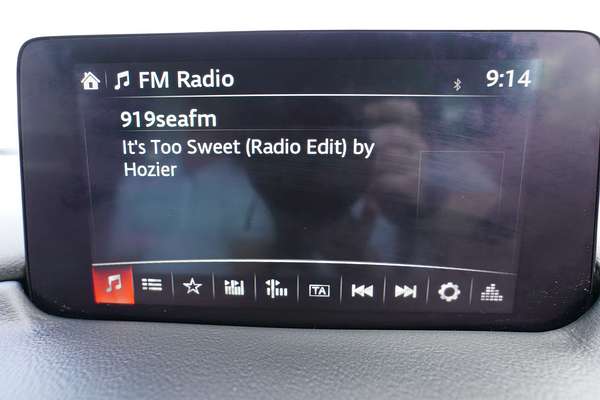 FM Radio
9:14
919seafm
It's Too Sweet (Radio Edit) by
Hozier
TA